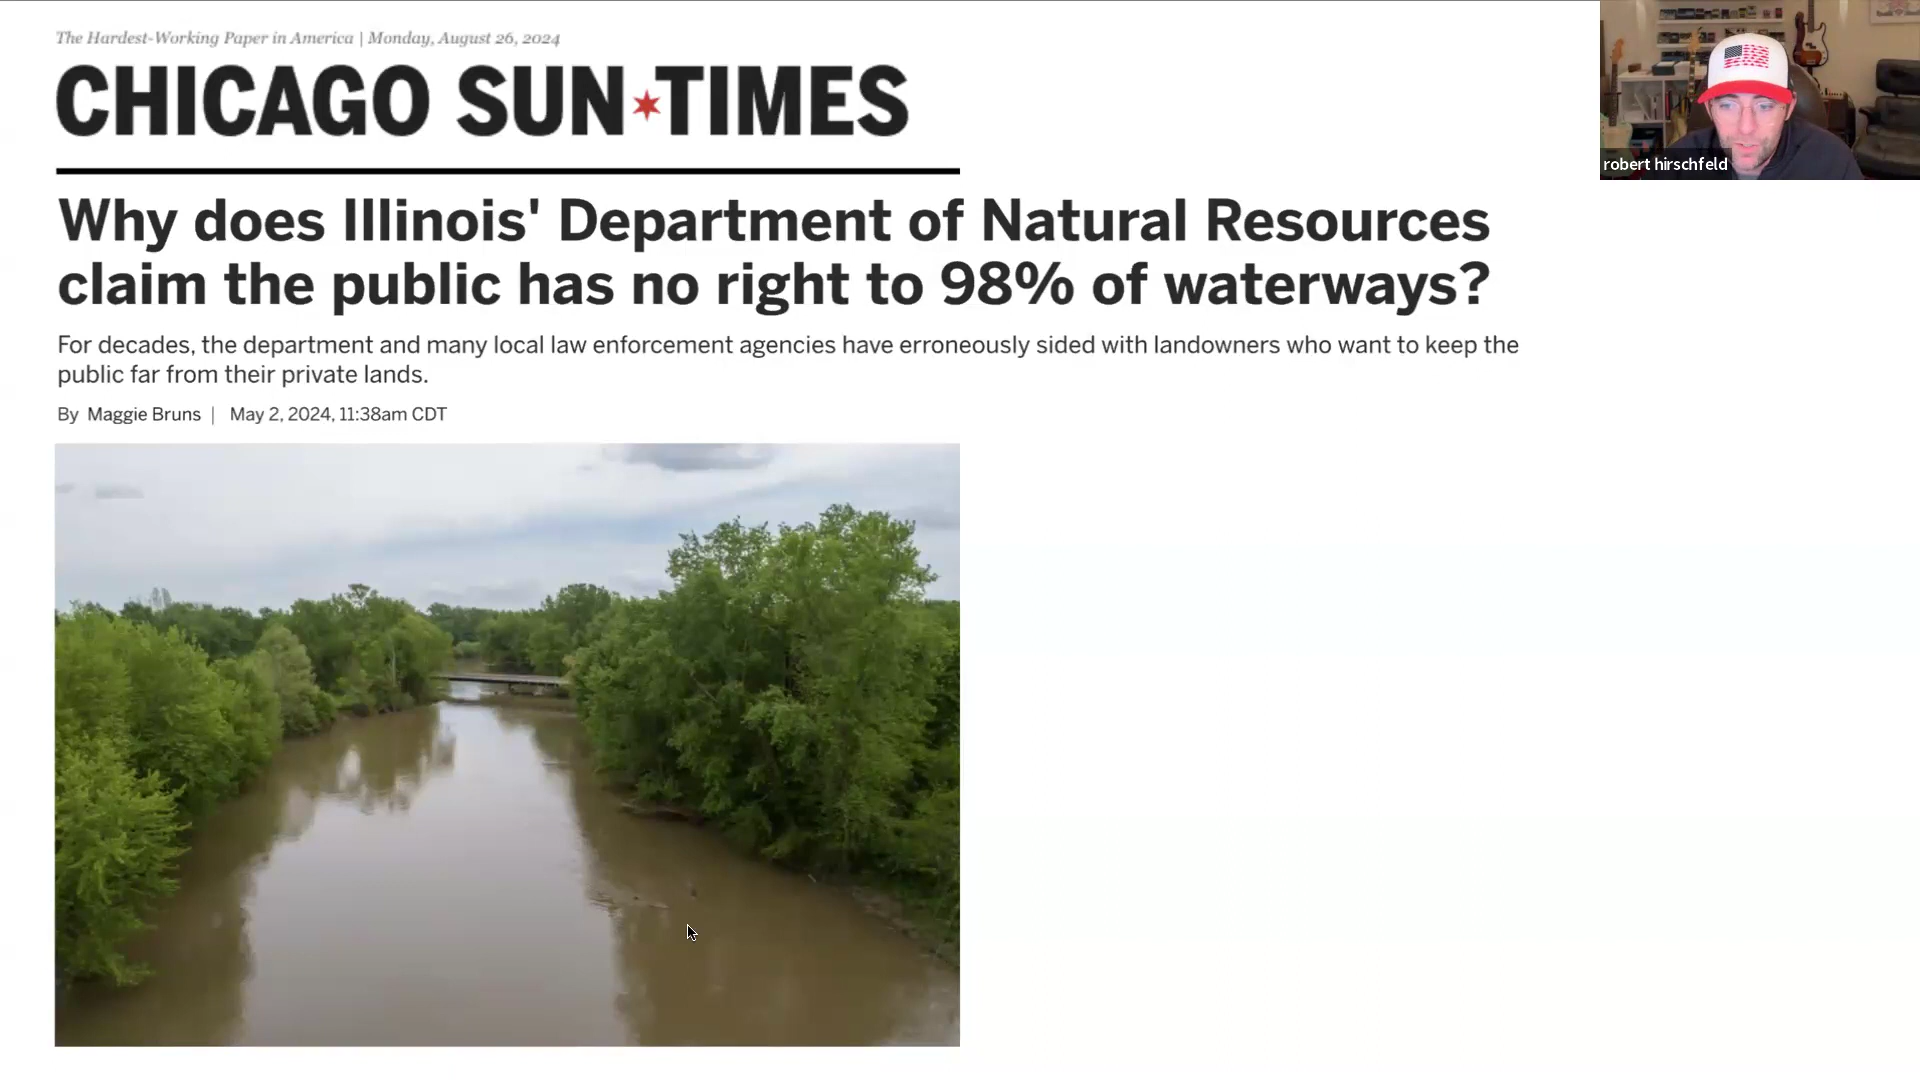 The Hardest-Working Paper in America | Monday, August 26, 2024
CHICAGO SUN★TIMES
robert hirschfeld
Why does Illinois' Department of Natural Resources
claim the public has no right to 98% of waterways?
For decades, the department and many local law enforcement agencies have erroneously sided with landowners who want to keep the
public far from their private lands.
By Maggie Bruns | May 2, 2024, 11:38am CDT